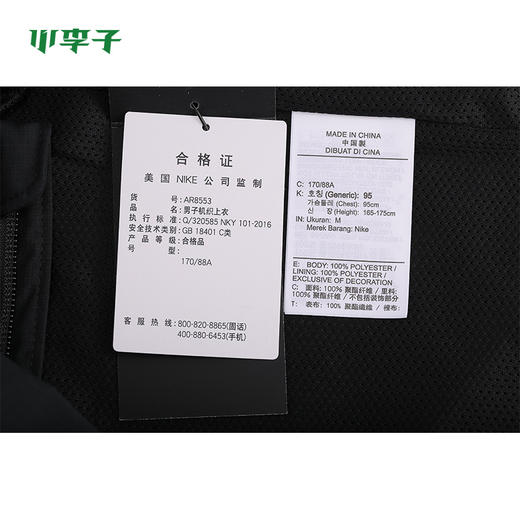 小李子
合格证
美国 NIKE 公司监制
货号: AR8553
品名: 男子机织上衣
执行标准: Q/320585 NKY 101-2016
安全技术类别: GB 18401 C类
产品等级: 合格品
号型:
170/88A
客服热线: 800-820-8865(固话)
400-880-6453(手机)
MADE IN CHINA
中国製
DIBUAT DI CINA
C: 170/88A
K: 호칭 (Generic): 95
가슴둘레 (Chest): 95cm
신 장 (Height): 165-175cm
IN: Ukuran: M
Merek Barang: Nike
E: BODY: 100% POLYESTER /
LINING: 100% POLYESTER /
EXCLUSIVE OF DECORATION
C: 面料: 100% 聚酯纤维 / 里料:
100% 聚酯纤维 / 不包括装饰部分
T: 表布: 100% 聚酯纖維 / 裡布: